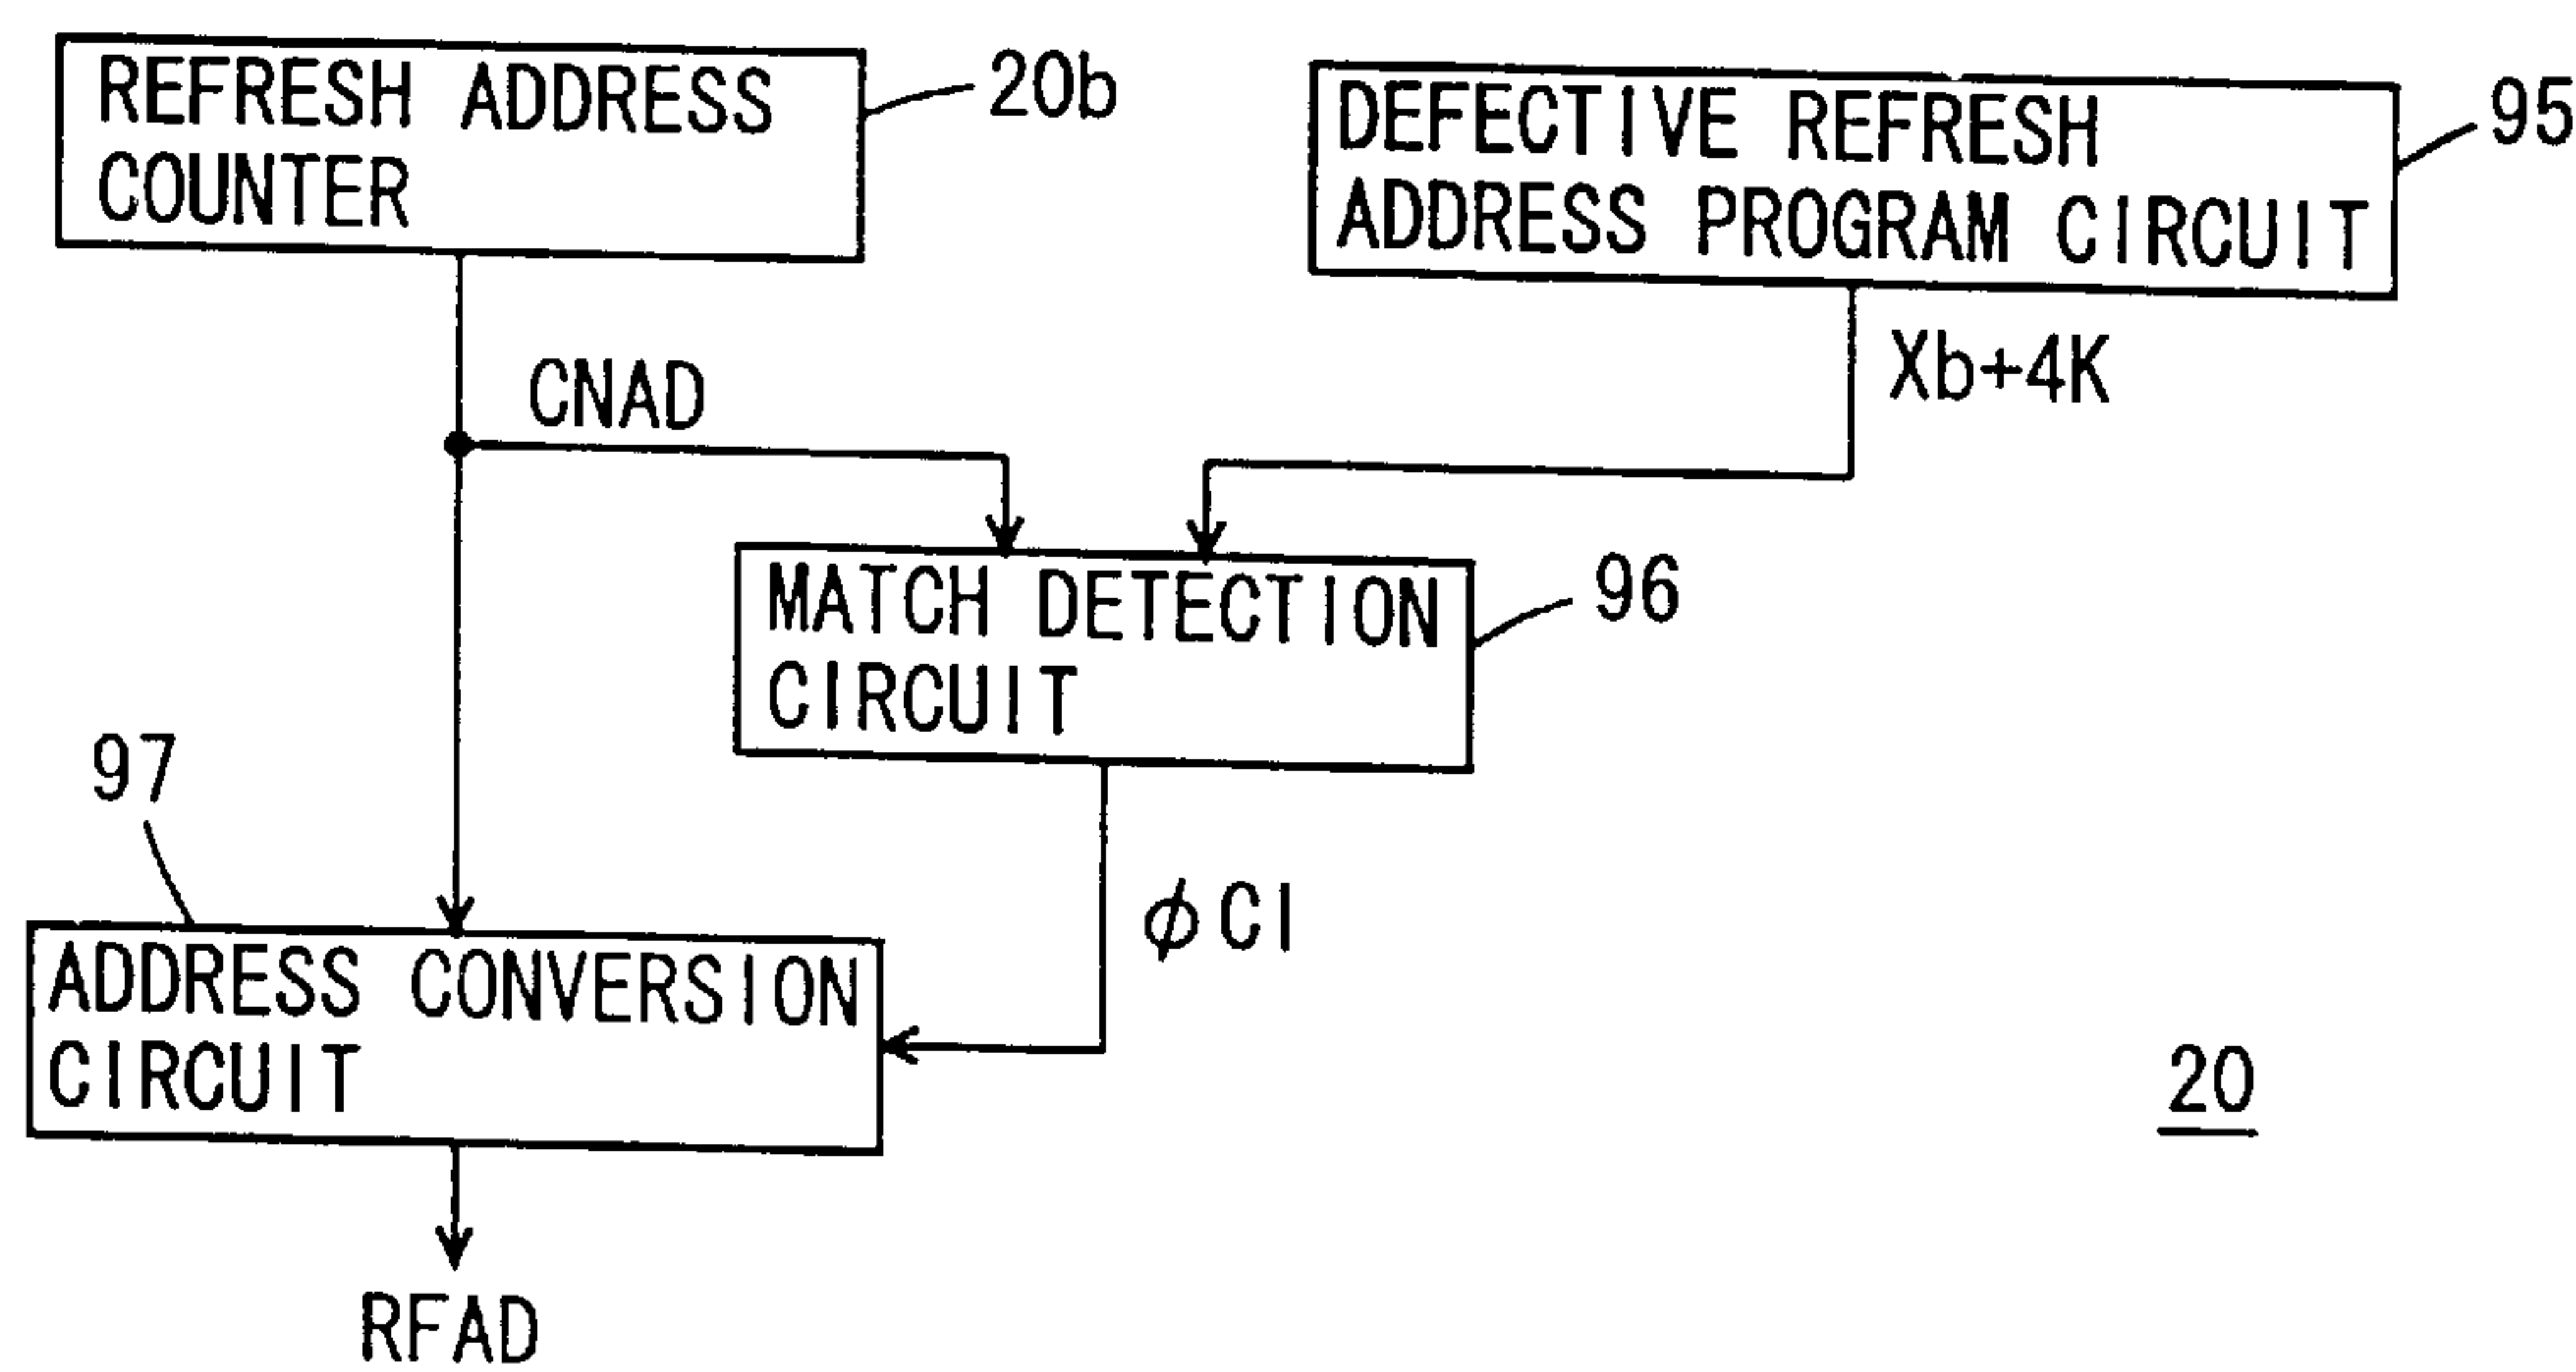 REFRESH ADDRESS
COUNTER
20b
DEFECTIVE REFRESH
ADDRESS PROGRAM CIRCUIT
95
CNAD
Xb+4K
MATCH DETECTION
CIRCUIT
96
97
ϕCI
ADDRESS CONVERSION
CIRCUIT
20
RFAD